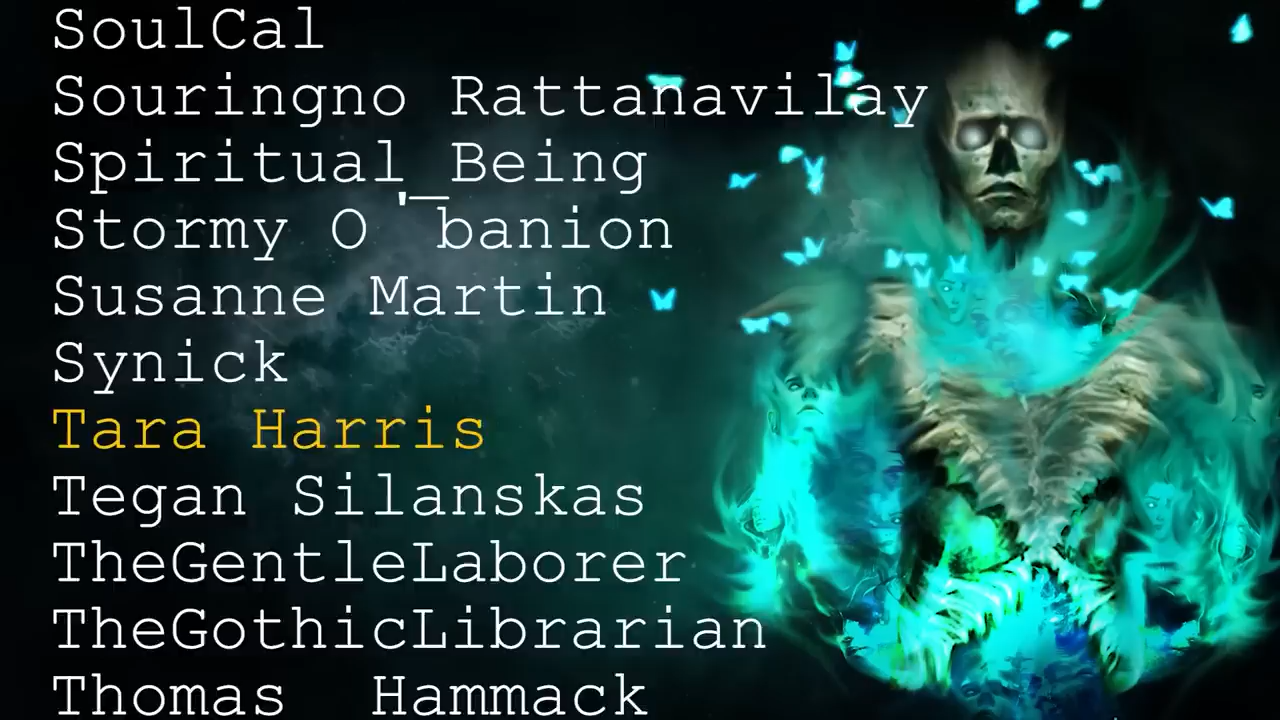 SoulCal
Souringno Rattanavilay
Spiritual_Being
Stormy O'‾banion
Susanne Martin
Synick
Tara Harris
Tegan Silanskas
TheGentleLaborer
TheGothicLibrarian
Thomas  Hammack